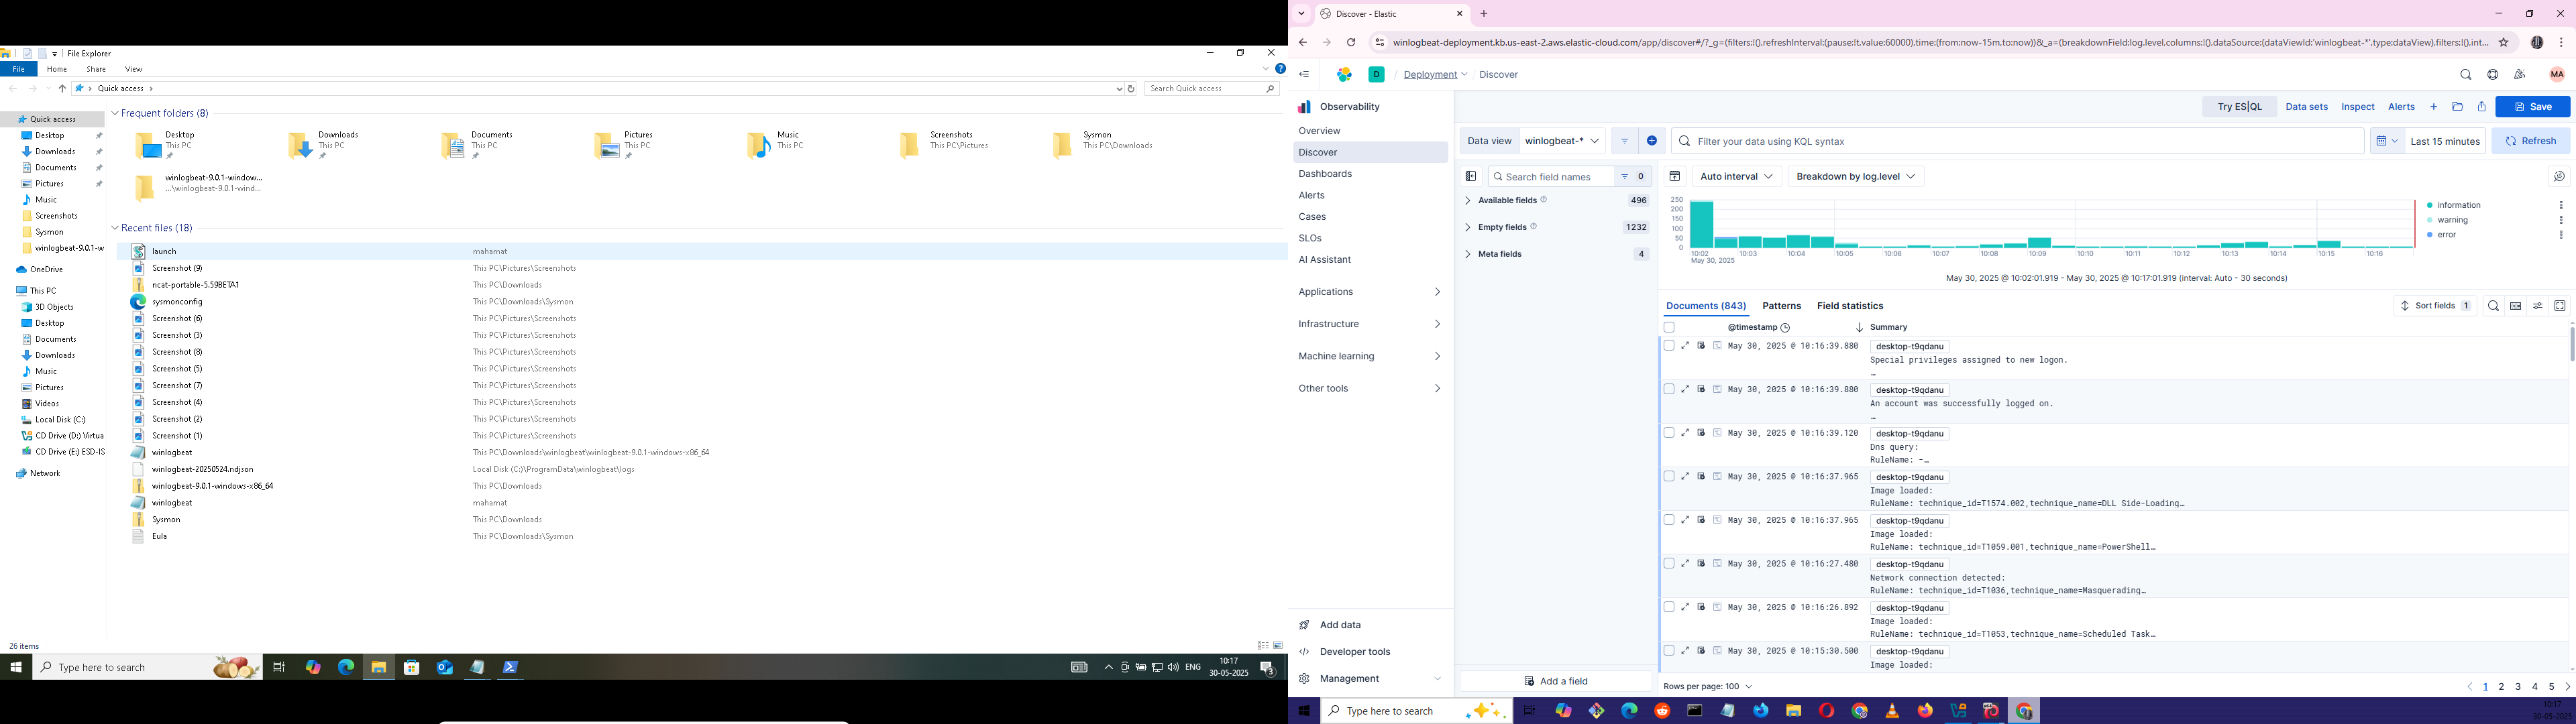 File Explorer
File
Home
Share
View
Quick access
Search Quick access
Quick access
Desktop
Downloads
Documents
Pictures
Music
Screenshots
Sysmon
winlogbeat-9.0.1-w
OneDrive
This PC
3D Objects
Desktop
Downloads
Documents
Music
Pictures
Videos
Local Disk (C:)
CD Drive (D:) Virtua
CD Drive (E:) ESD-IS
Network
Frequent folders (8)
Desktop
This PC
Downloads
This PC
Documents
This PC
Pictures
This PC
Music
This PC
Screenshots
This PC\Pictures
Sysmon
This PC\Downloads
winlogbeat-9.0.1-window...
...\winlogbeat-9.0.1-wind...
Recent files (18)
launch mahamat
Screenshot (9) This PC\Pictures\Screenshots
ncat-portable-5.59BETA1 This PC\Downloads
sysmonconfig This PC\Downloads\Sysmon
Screenshot (6) This PC\Pictures\Screenshots
Screenshot (3) This PC\Pictures\Screenshots
Screenshot (8) This PC\Pictures\Screenshots
Screenshot (5) This PC\Pictures\Screenshots
Screenshot (7) This PC\Pictures\Screenshots
Screenshot (4) This PC\Pictures\Screenshots
Screenshot (2) This PC\Pictures\Screenshots
Screenshot (1) This PC\Pictures\Screenshots
winlogbeat This PC\Downloads\winlogbeat\winlogbeat-9.0.1-windows-x86_64
winlogbeat-20250524.ndjson Local Disk (C:)\ProgramData\winlogbeat\logs
winlogbeat-9.0.1-windows-x86_64 This PC\Downloads
winlogbeat mahamat
Sysmon This PC\Downloads
Eula This PC\Downloads\Sysmon
26 items
Type here to search
ENG
10:17
30-05-2025
3
Discover - Elastic
winlogbeat-deployment.kb.us-east-2.aws.elastic-cloud.com/app/discover#/?_g=(filters:!(),refreshInterval:(pause:!t,value:60000),time:(from:now-15m,to:now))&_a=(breakdownField:log.level,columns:!(),dataSource:(dataViewId:'winlogbeat-*',type:dataView),filters:!(),int...
D / Deployment / Discover
MA
Observability
Overview
Discover
Dashboards
Alerts
Cases
SLOs
AI Assistant
Applications
Infrastructure
Machine learning
Other tools
Add data
Developer tools
Management
Try ES|QL
Data sets
Inspect
Alerts
Save
Data view
winlogbeat-*
Filter your data using KQL syntax
Last 15 minutes
Refresh
Search field names
0
Available fields 496
Empty fields 1232
Meta fields 4
Add a field
Auto interval
Breakdown by log.level
250
200
150
100
50
0
10:02 10:03 10:04 10:05 10:06 10:07 10:08 10:09 10:10 10:11 10:12 10:13 10:14 10:15 10:16
May 30, 2025
information
warning
error
May 30, 2025 @ 10:02:01.919 - May 30, 2025 @ 10:17:01.919 (interval: Auto - 30 seconds)
Documents (843)
Patterns
Field statistics
Sort fields 1
@timestamp Summary
May 30, 2025 @ 10:16:39.880 desktop-t9qdanu
Special privileges assigned to new logon.
…
May 30, 2025 @ 10:16:39.880 desktop-t9qdanu
An account was successfully logged on.
…
May 30, 2025 @ 10:16:39.120 desktop-t9qdanu
Dns query:
RuleName: -…
May 30, 2025 @ 10:16:37.965 desktop-t9qdanu
Image loaded:
RuleName: technique_id=T1574.002,technique_name=DLL Side-Loading…
May 30, 2025 @ 10:16:37.965 desktop-t9qdanu
Image loaded:
RuleName: technique_id=T1059.001,technique_name=PowerShell…
May 30, 2025 @ 10:16:27.480 desktop-t9qdanu
Network connection detected:
RuleName: technique_id=T1036,technique_name=Masquerading…
May 30, 2025 @ 10:16:26.892 desktop-t9qdanu
Image loaded:
RuleName: technique_id=T1053,technique_name=Scheduled Task…
May 30, 2025 @ 10:15:30.500 desktop-t9qdanu
Image loaded:
Rows per page: 100
1 2 3 4 5
Type here to search
10:17
30-05-2025